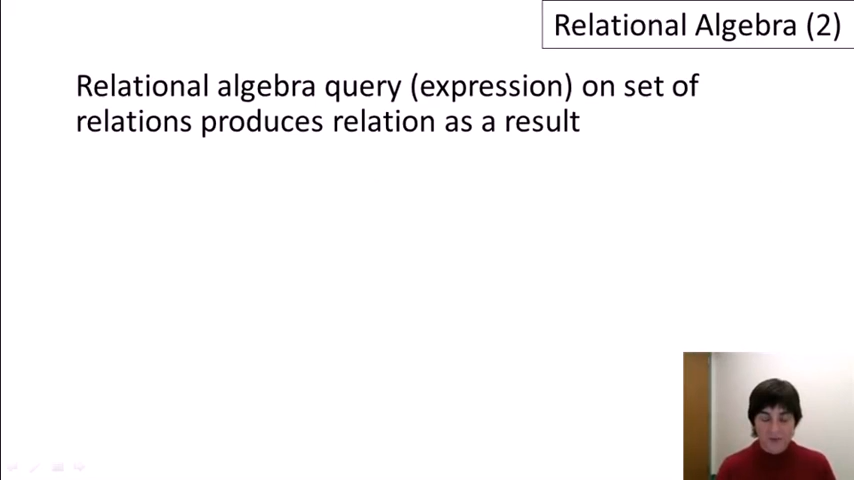 Relational Algebra (2)
Relational algebra query (expression) on set of
relations produces relation as a result